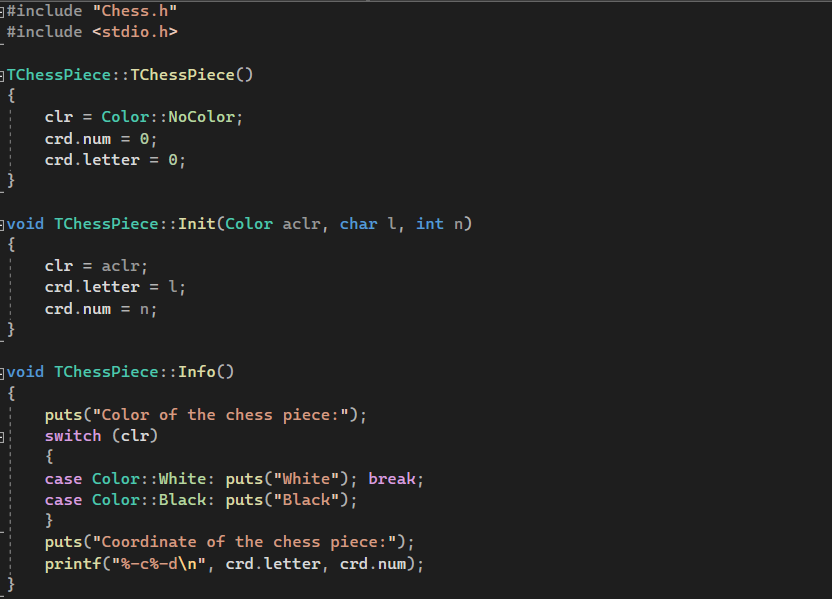 #include "Chess.h"
#include <stdio.h>
TChessPiece::TChessPiece()
{
clr = Color::NoColor;
crd.num = 0;
crd.letter = 0;
}
void TChessPiece::Init(Color aclr, char l, int n)
{
clr = aclr;
crd.letter = l;
crd.num = n;
}
void TChessPiece::Info()
{
puts("Color of the chess piece:");
switch (clr)
{
case Color::White: puts("White"); break;
case Color::Black: puts("Black");
}
puts("Coordinate of the chess piece:");
printf("%-c%-d\n", crd.letter, crd.num);
}